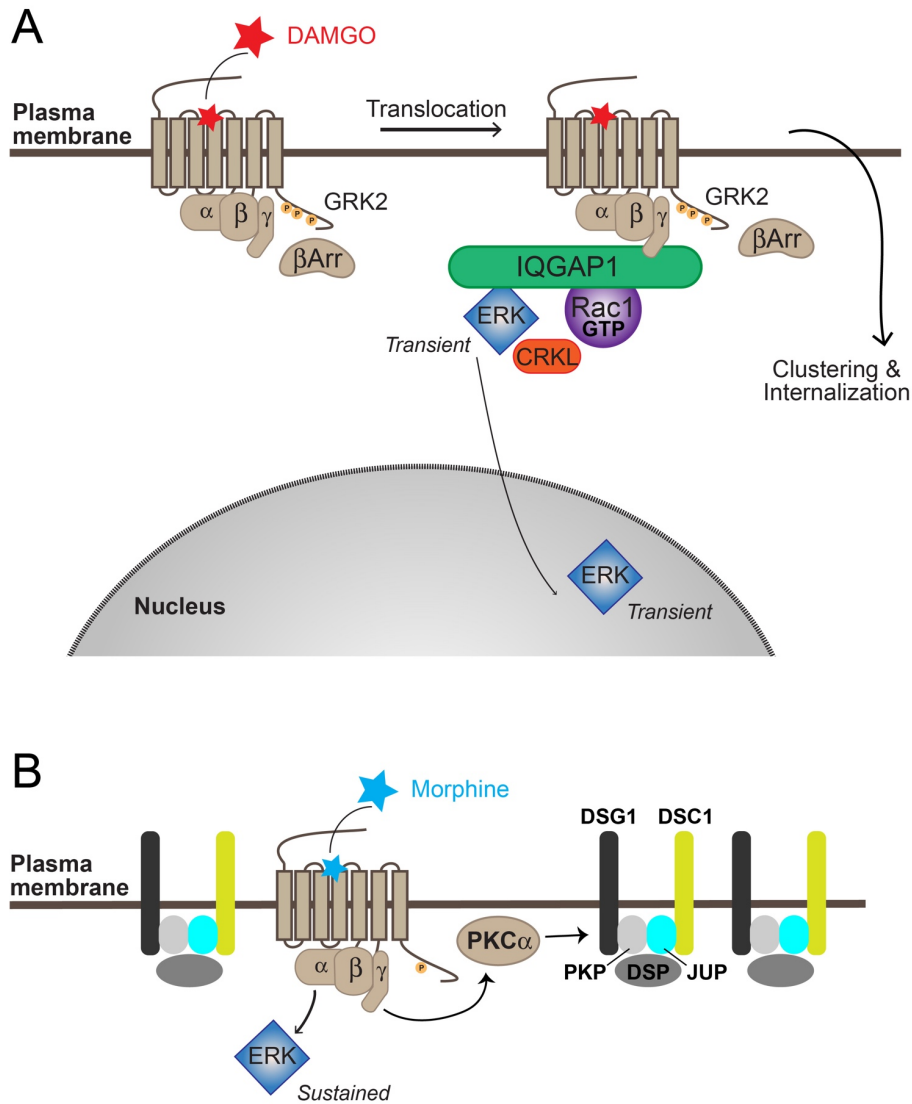 A
DAMGO
Plasma
membrane
Translocation
α
β
γ
P
P
P
GRK2
βArr
α
β
γ
P
P
P
GRK2
βArr
IQGAP1
ERK
Rac1
GTP
Transient
CRKL
Clustering &
Internalization
ERK
Nucleus
Transient
B
Morphine
DSG1
DSC1
Plasma
membrane
α
β
γ
P
PKCα
PKP
DSP
JUP
ERK
Sustained